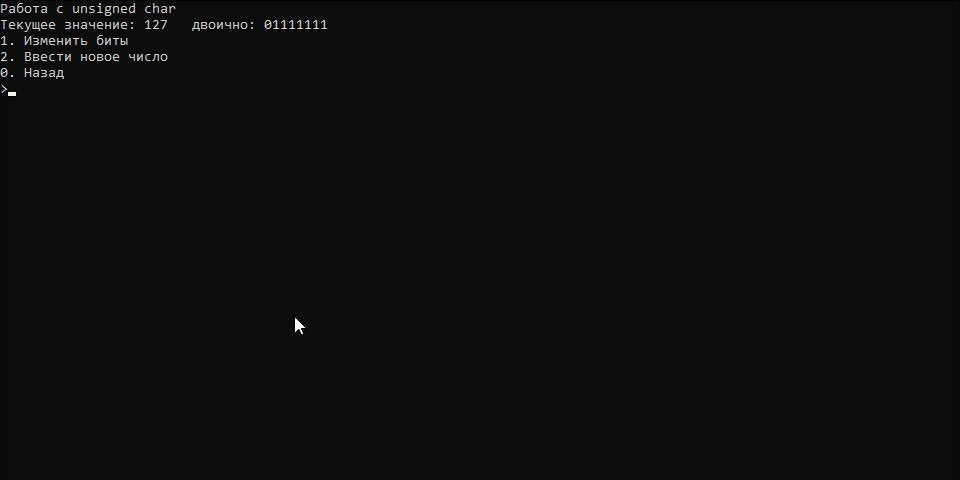 Работа с unsigned char
Текущее значение: 127   двоично: 01111111
1. Изменить биты
2. Ввести новое число
0. Назад
>